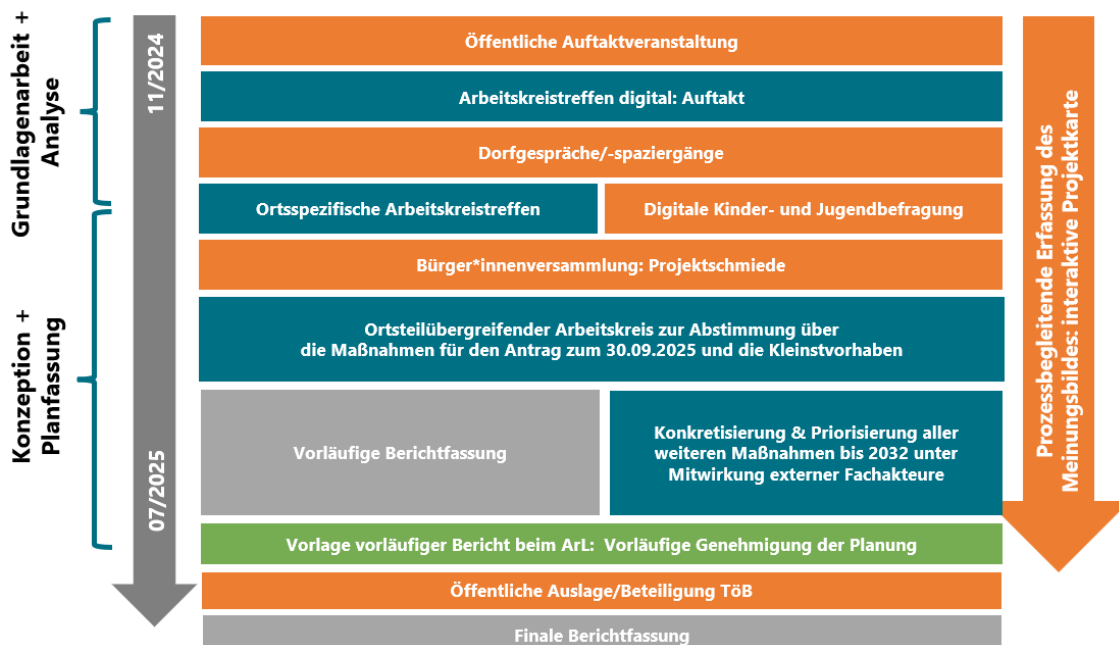 Grundlagenarbeit +
Analyse
Konzeption +
Planfassung
11/2024
07/2025
Öffentliche Auftaktveranstaltung
Arbeitskreistreffen digital: Auftakt
Dorfgespräche/-spaziergänge
Ortsspezifische Arbeitskreistreffen
Digitale Kinder- und Jugendbefragung
Bürger*innenversammlung: Projektschmiede
Ortsteilübergreifender Arbeitskreis zur Abstimmung über
die Maßnahmen für den Antrag zum 30.09.2025 und die Kleinstvorhaben
Vorläufige Berichtfassung
Konkretisierung & Priorisierung aller
weiteren Maßnahmen bis 2032 unter
Mitwirkung externer Fachakteure
Vorlage vorläufiger Bericht beim ArL: Vorläufige Genehmigung der Planung
Öffentliche Auslage/Beteiligung TöB
Finale Berichtfassung
Prozessbegleitende Erfassung des
Meinungsbildes: interaktive Projektkarte